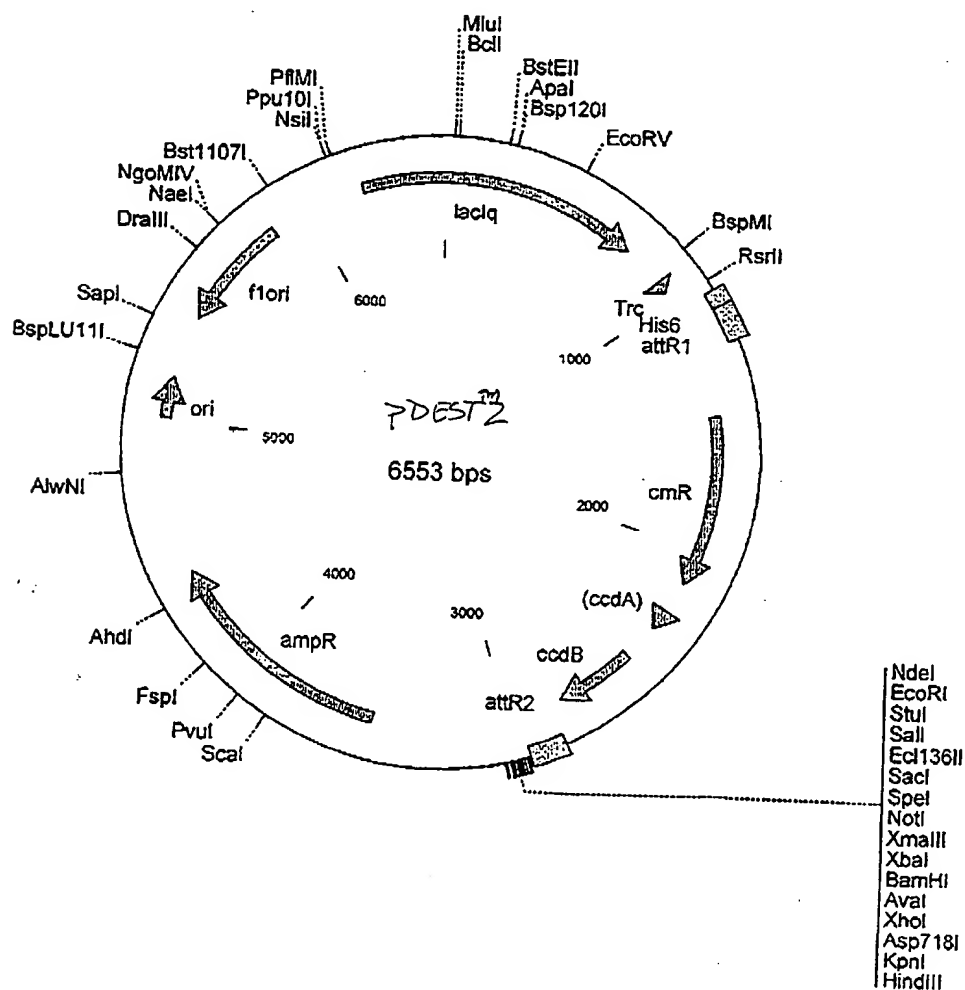 MluI
BclI
BstEII
ApaI
Bsp120I
EcoRV
PflMI
Ppu10I
NsiI
Bst1107I
NgoMIV
NaeI
DraIII
SapI
BspLU11I
AlwNI
AhdI
FspI
PvuI
ScaI
BspMI
RsrII
lacIq
f1ori
6000
Trc
His6
attR1
1000
ori
5000
pDEST™2
6553 bps
cmR
2000
4000
3000
(ccdA)
ampR
ccdB
attR2
NdeI
EcoRI
StuI
SalI
Ecl136II
SacI
SpeI
NotI
XmaIII
XbaI
BamHI
AvaI
XhoI
Asp718I
KpnI
HindIII